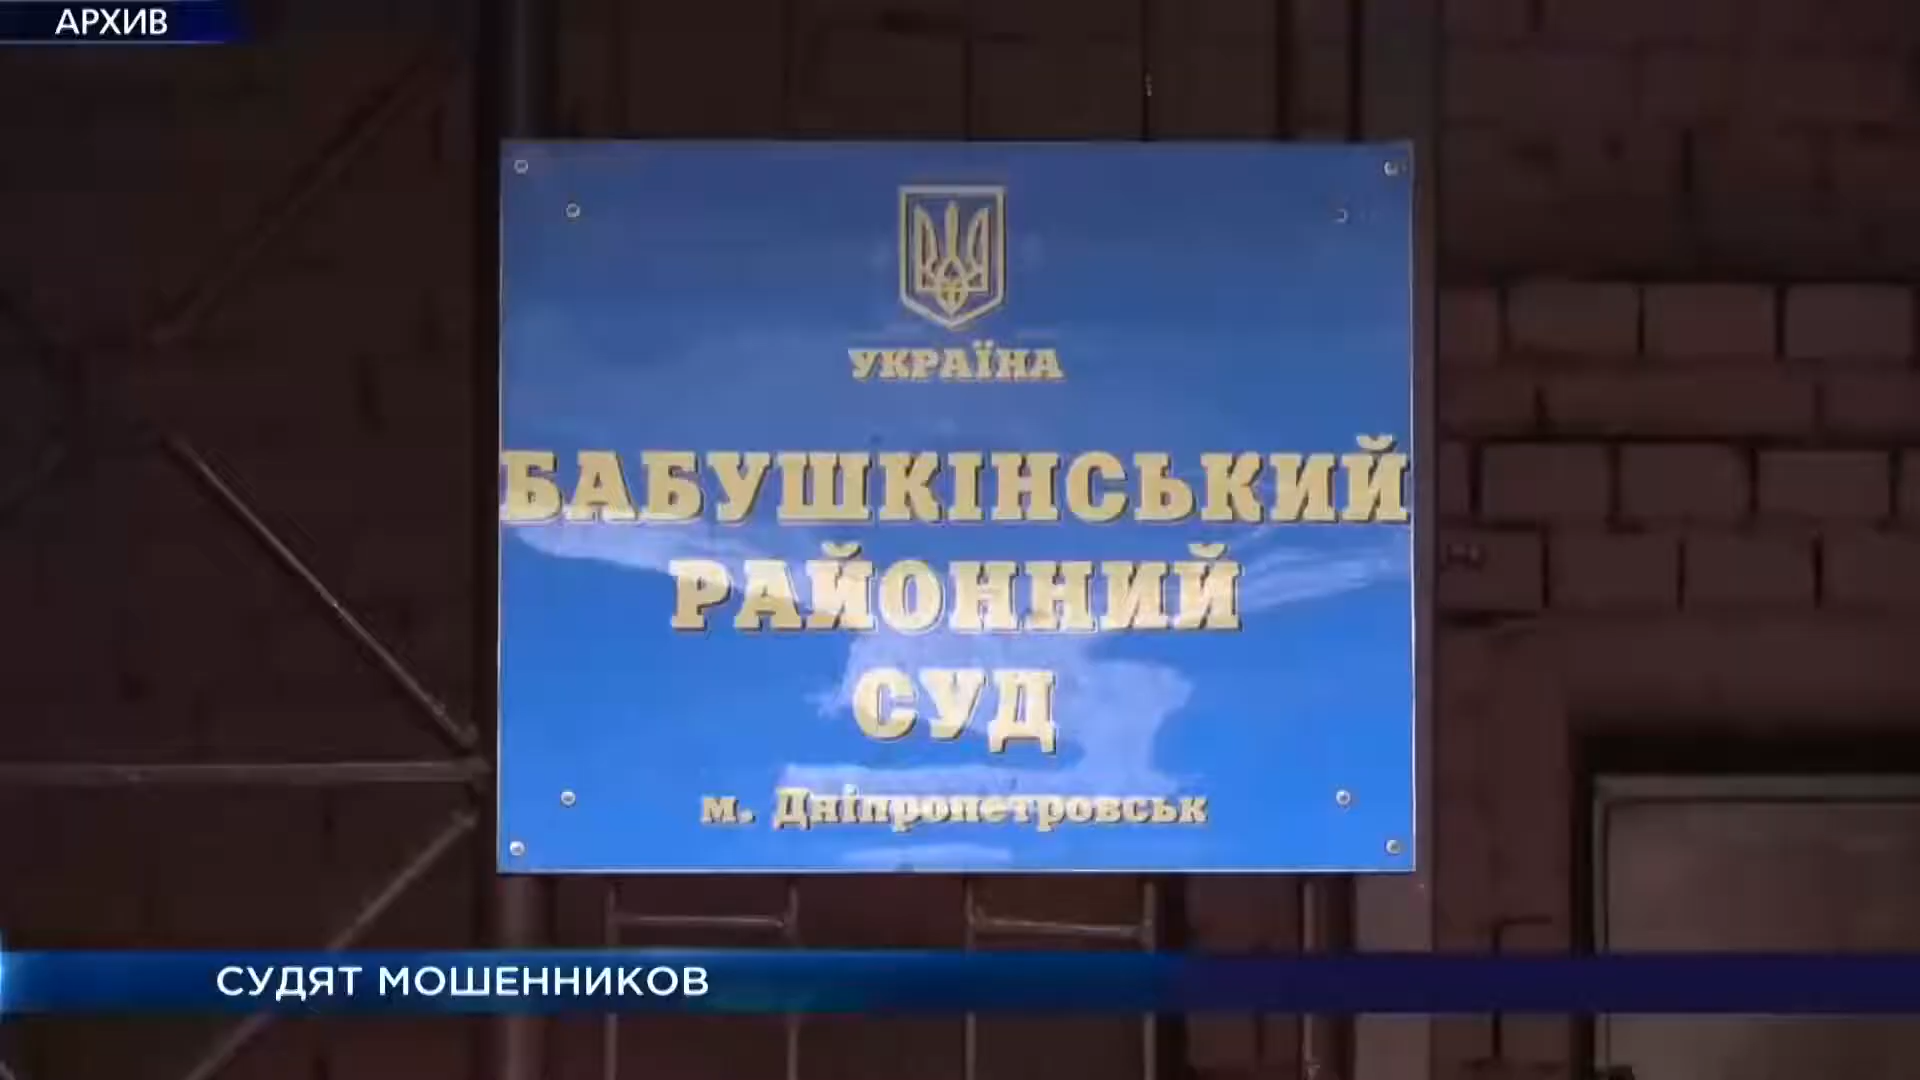 АРХИВ
УКРАЇНА
БАБУШКІНСЬКИЙ
РАЙОННИЙ
СУД
м. Дніпропетровськ
СУДЯТ МОШЕННИКОВ